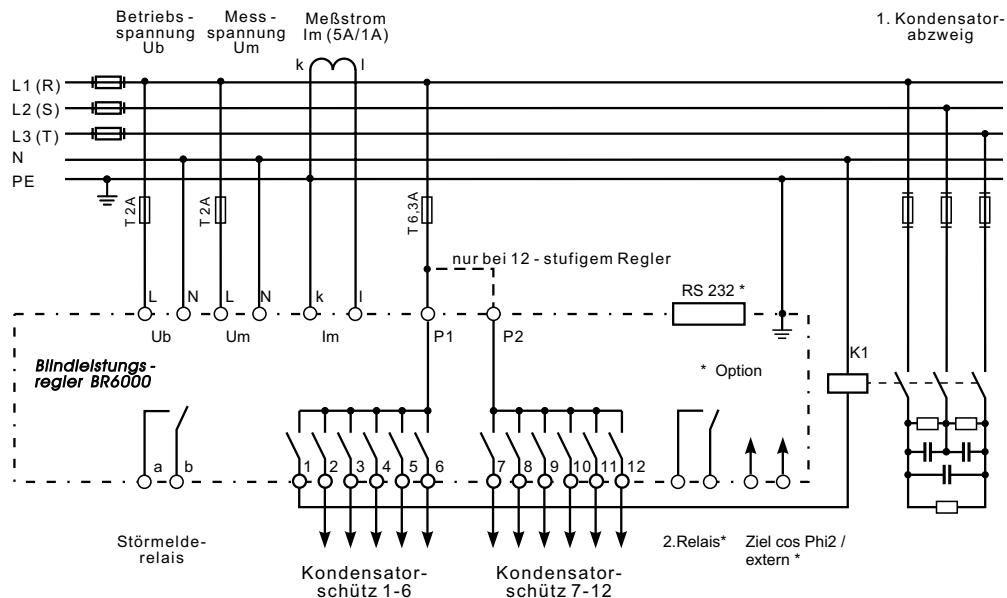 Betriebs-
spannung
Ub
Mess-
spannung
Um
Meßstrom
Im (5A/1A)
k l
1. Kondensator-
abzweig
L1 (R)
L2 (S)
L3 (T)
N
PE
T 2A
T 2A
T 6,3A
nur bei 12 - stufigem Regler
L N L N k l
RS 232 *
Ub Um Im P1 P2
K1
Blindleistungs-
regler BR6000
* Option
a b
1 2 3 4 5 6 7 8 9 10 11 12
Störmelde-
relais
2.Relais*
Ziel cos Phi2 /
extern *
Kondensator-
schütz 1-6
Kondensator-
schütz 7-12